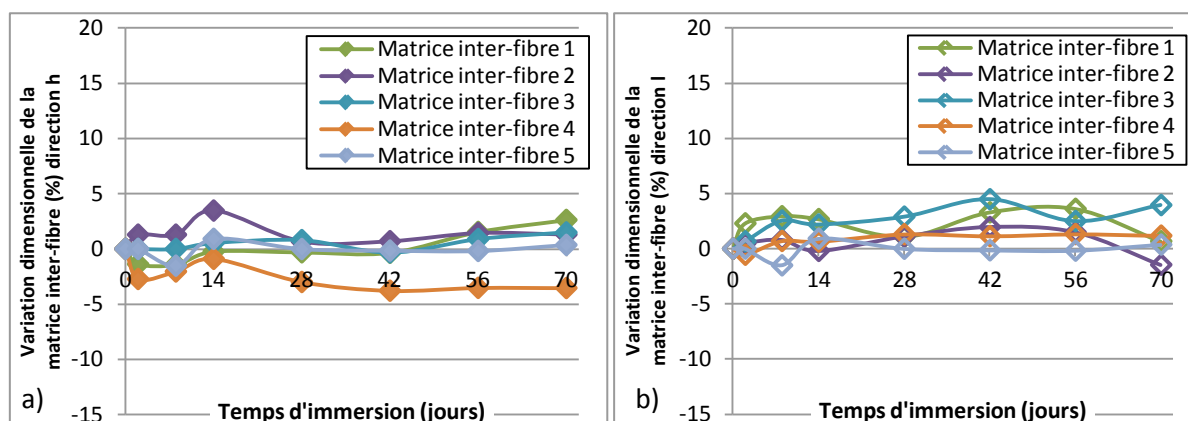 Variation dimensionnelle de la
matrice inter-fibre (%) direction h
20
15
10
5
0
-5
-10
-15
Matrice inter-fibre 1
Matrice inter-fibre 2
Matrice inter-fibre 3
Matrice inter-fibre 4
Matrice inter-fibre 5
0 14 28 42 56 70
a)
Temps d'immersion (jours)
Variation dimensionnelle de la
matrice inter-fibre (%) direction l
20
15
10
5
0
-5
-10
-15
Matrice inter-fibre 1
Matrice inter-fibre 2
Matrice inter-fibre 3
Matrice inter-fibre 4
Matrice inter-fibre 5
0 14 28 42 56 70
b)
Temps d'immersion (jours)